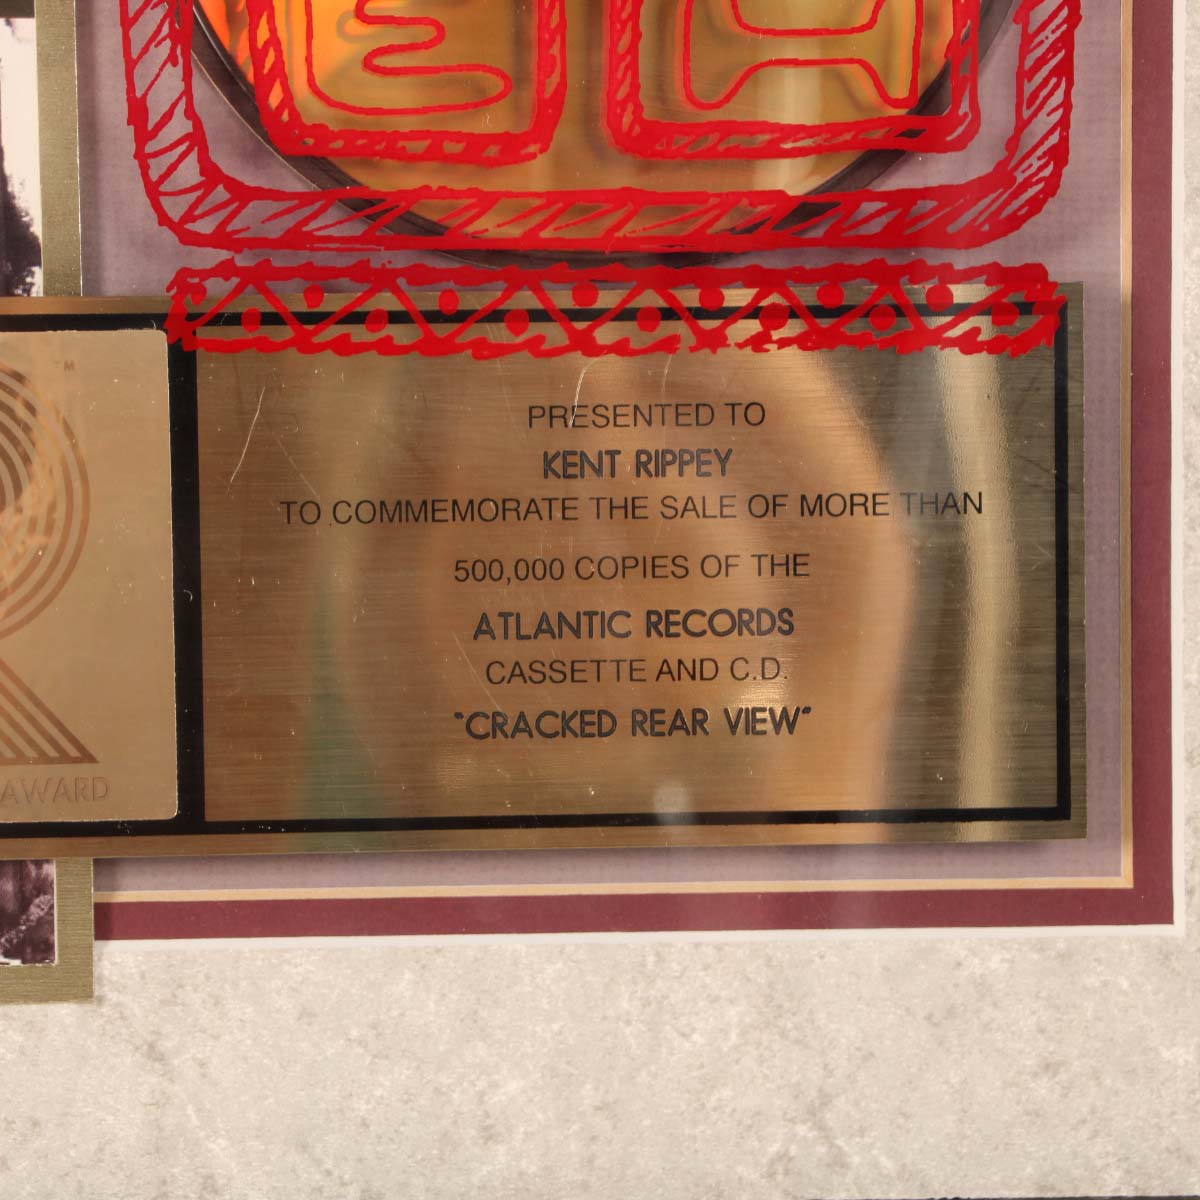 E
™
AWARD
PRESENTED TO
KENT RIPPEY
TO COMMEMORATE THE SALE OF MORE THAN
500,000 COPIES OF THE
ATLANTIC RECORDS
CASSETTE AND C.D.
"CRACKED REAR VIEW"